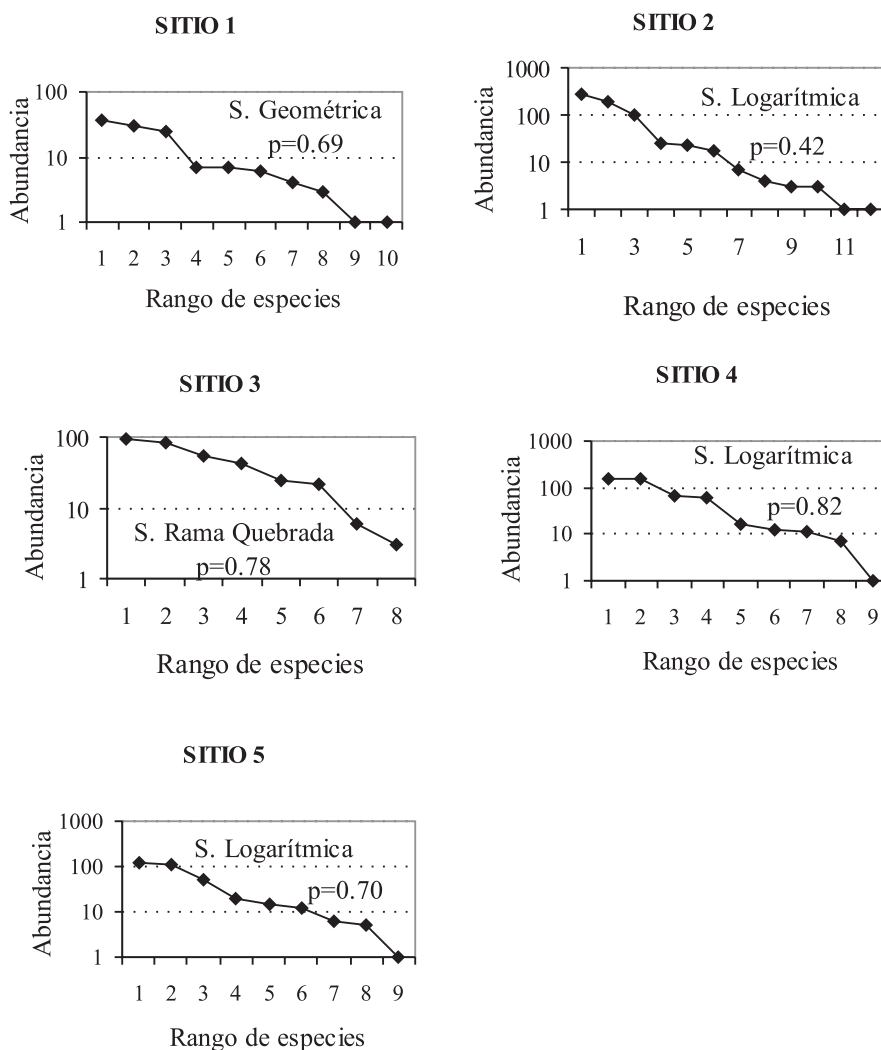 SITIO 1
100
S. Geométrica
p=0.69
10
1
Abundancia
1 2 3 4 5 6 7 8 9 10
Rango de especies
SITIO 2
1000
S. Logarítmica
100
p=0.42
10
1
Abundancia
1 3 5 7 9 11
Rango de especies
SITIO 3
100
10
S. Rama Quebrada
p=0.78
1
Abundancia
1 2 3 4 5 6 7 8
Rango de especies
SITIO 4
1000
S. Logarítmica
100
p=0.82
10
1
Abundancia
1 2 3 4 5 6 7 8 9
Rango de especies
SITIO 5
1000
S. Logarítmica
100
p=0.70
10
1
Abundancia
1 2 3 4 5 6 7 8 9
Rango de especies